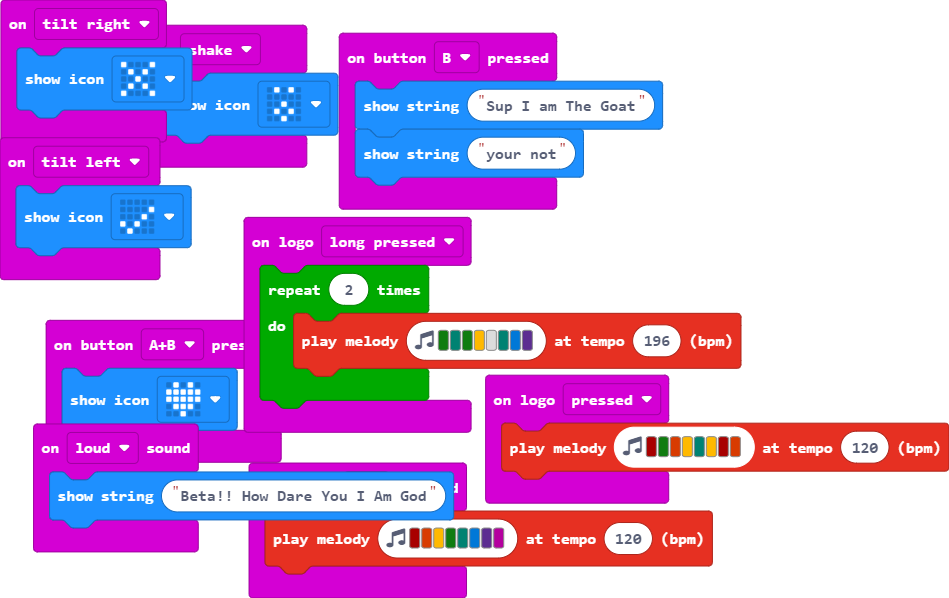 on tilt right
show icon
shake
show icon
on button B pressed
show string "Sup I am The Goat"
show string "your not"
on tilt left
show icon
on logo long pressed
repeat 2 times
do
play melody at tempo 196 (bpm)
on button A+B pres
show icon
on logo pressed
play melody at tempo 120 (bpm)
on loud sound
show string "Beta!! How Dare You I Am God"
d
play melody at tempo 120 (bpm)